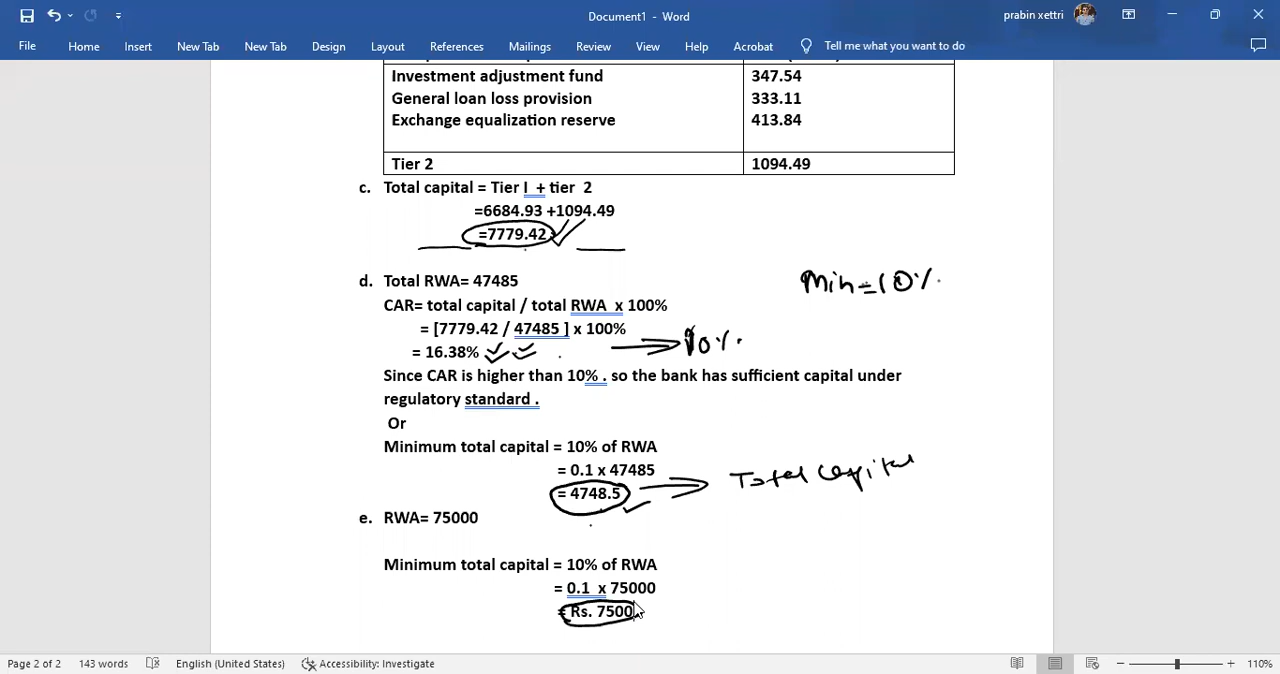 Document1 - Word
prabin xettri
File Home Insert New Tab New Tab Design Layout References Mailings Review View Help Acrobat Tell me what you want to do
Investment adjustment fund 347.54
General loan loss provision 333.11
Exchange equalization reserve 413.84
Tier 2 1094.49
c. Total capital = Tier I + tier 2
=6684.93 +1094.49
=7779.42
d. Total RWA= 47485
Min = 10%.
CAR= total capital / total RWA x 100%
= [7779.42 / 47485 ] x 100%
= 16.38%
10%.
Since CAR is higher than 10% . so the bank has sufficient capital under
regulatory standard .
Or
Minimum total capital = 10% of RWA
= 0.1 x 47485
= 4748.5
Total capital
e. RWA= 75000
Minimum total capital = 10% of RWA
= 0.1 x 75000
= Rs. 7500
Page 2 of 2 143 words English (United States) Accessibility: Investigate 110%